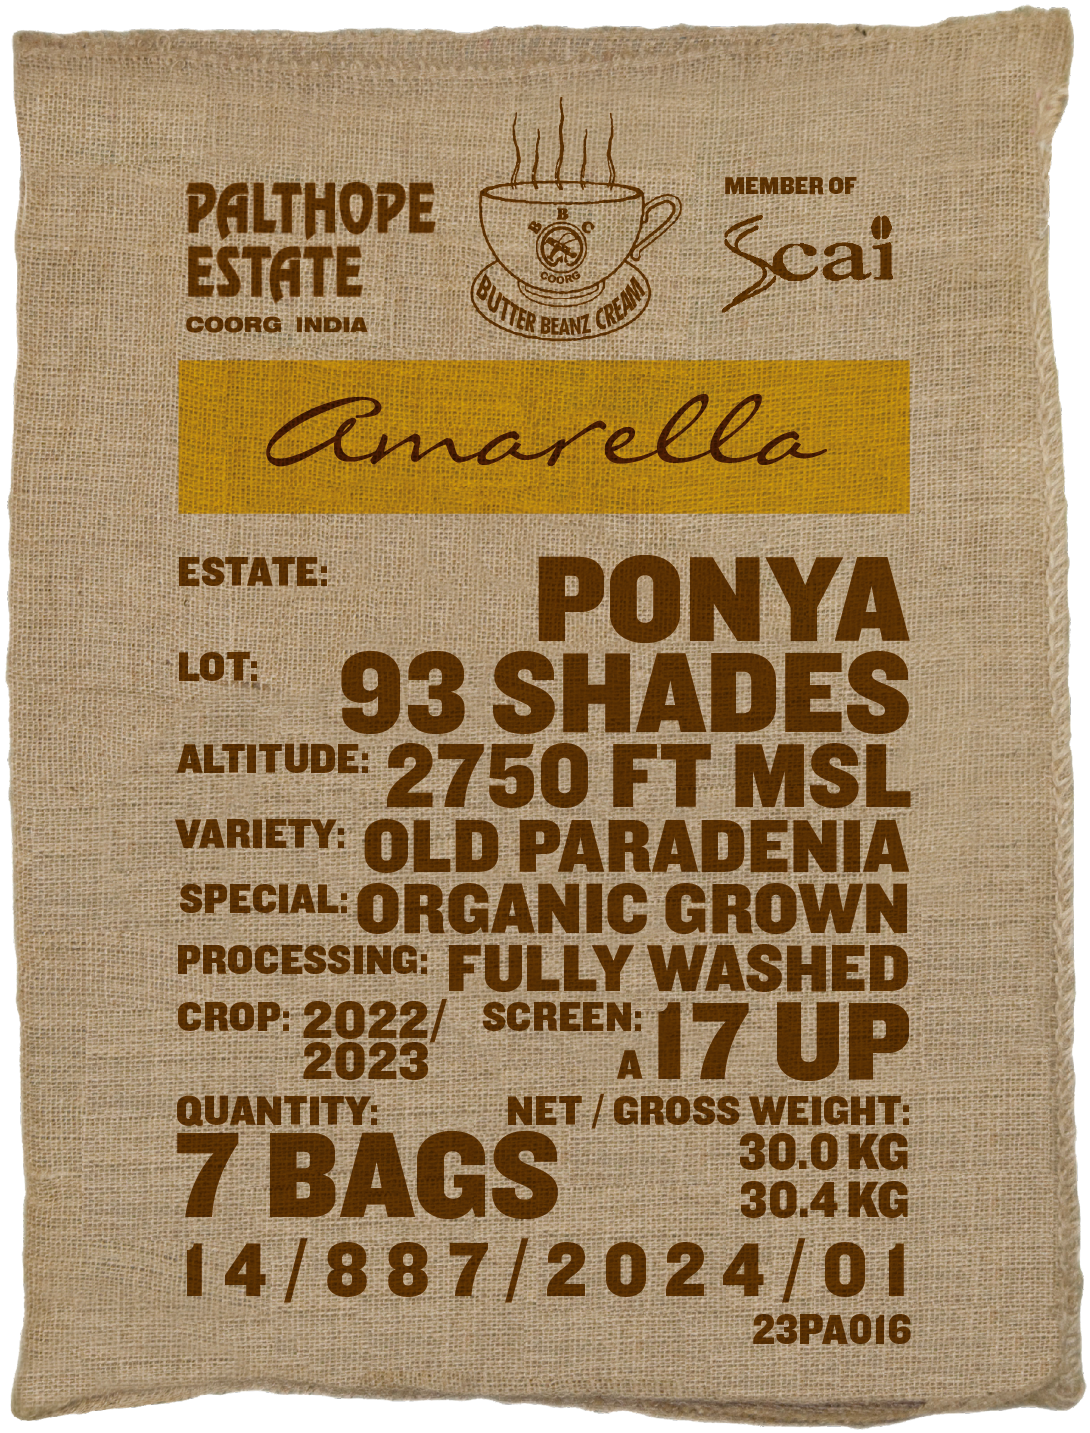 PALTHOPE
ESTATE
COORG INDIA
B B C
COORG
BUTTER BEANZ CREAM
MEMBER OF
Scai
Amarella
ESTATE: PONYA
LOT: 93 SHADES
ALTITUDE: 2750 FT MSL
VARIETY: OLD PARADENIA
SPECIAL: ORGANIC GROWN
PROCESSING: FULLY WASHED
CROP: 2022/
2023
SCREEN:
A 17 UP
QUANTITY:
7 BAGS
NET / GROSS WEIGHT:
30.0 KG
30.4 KG
14/887/2024/01
23PA016